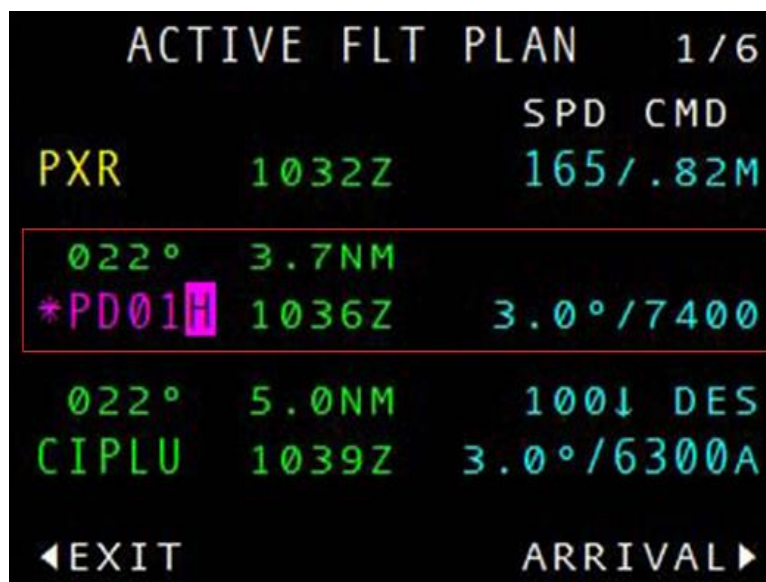 ACTIVE FLT PLAN 1/6
SPD CMD
PXR 1032Z 165/.82M
022° 3.7NM
*PD01H 1036Z 3.0°/7400
022° 5.0NM 100↓ DES
CIPLU 1039Z 3.0°/6300A
◀EXIT ARRIVAL▶